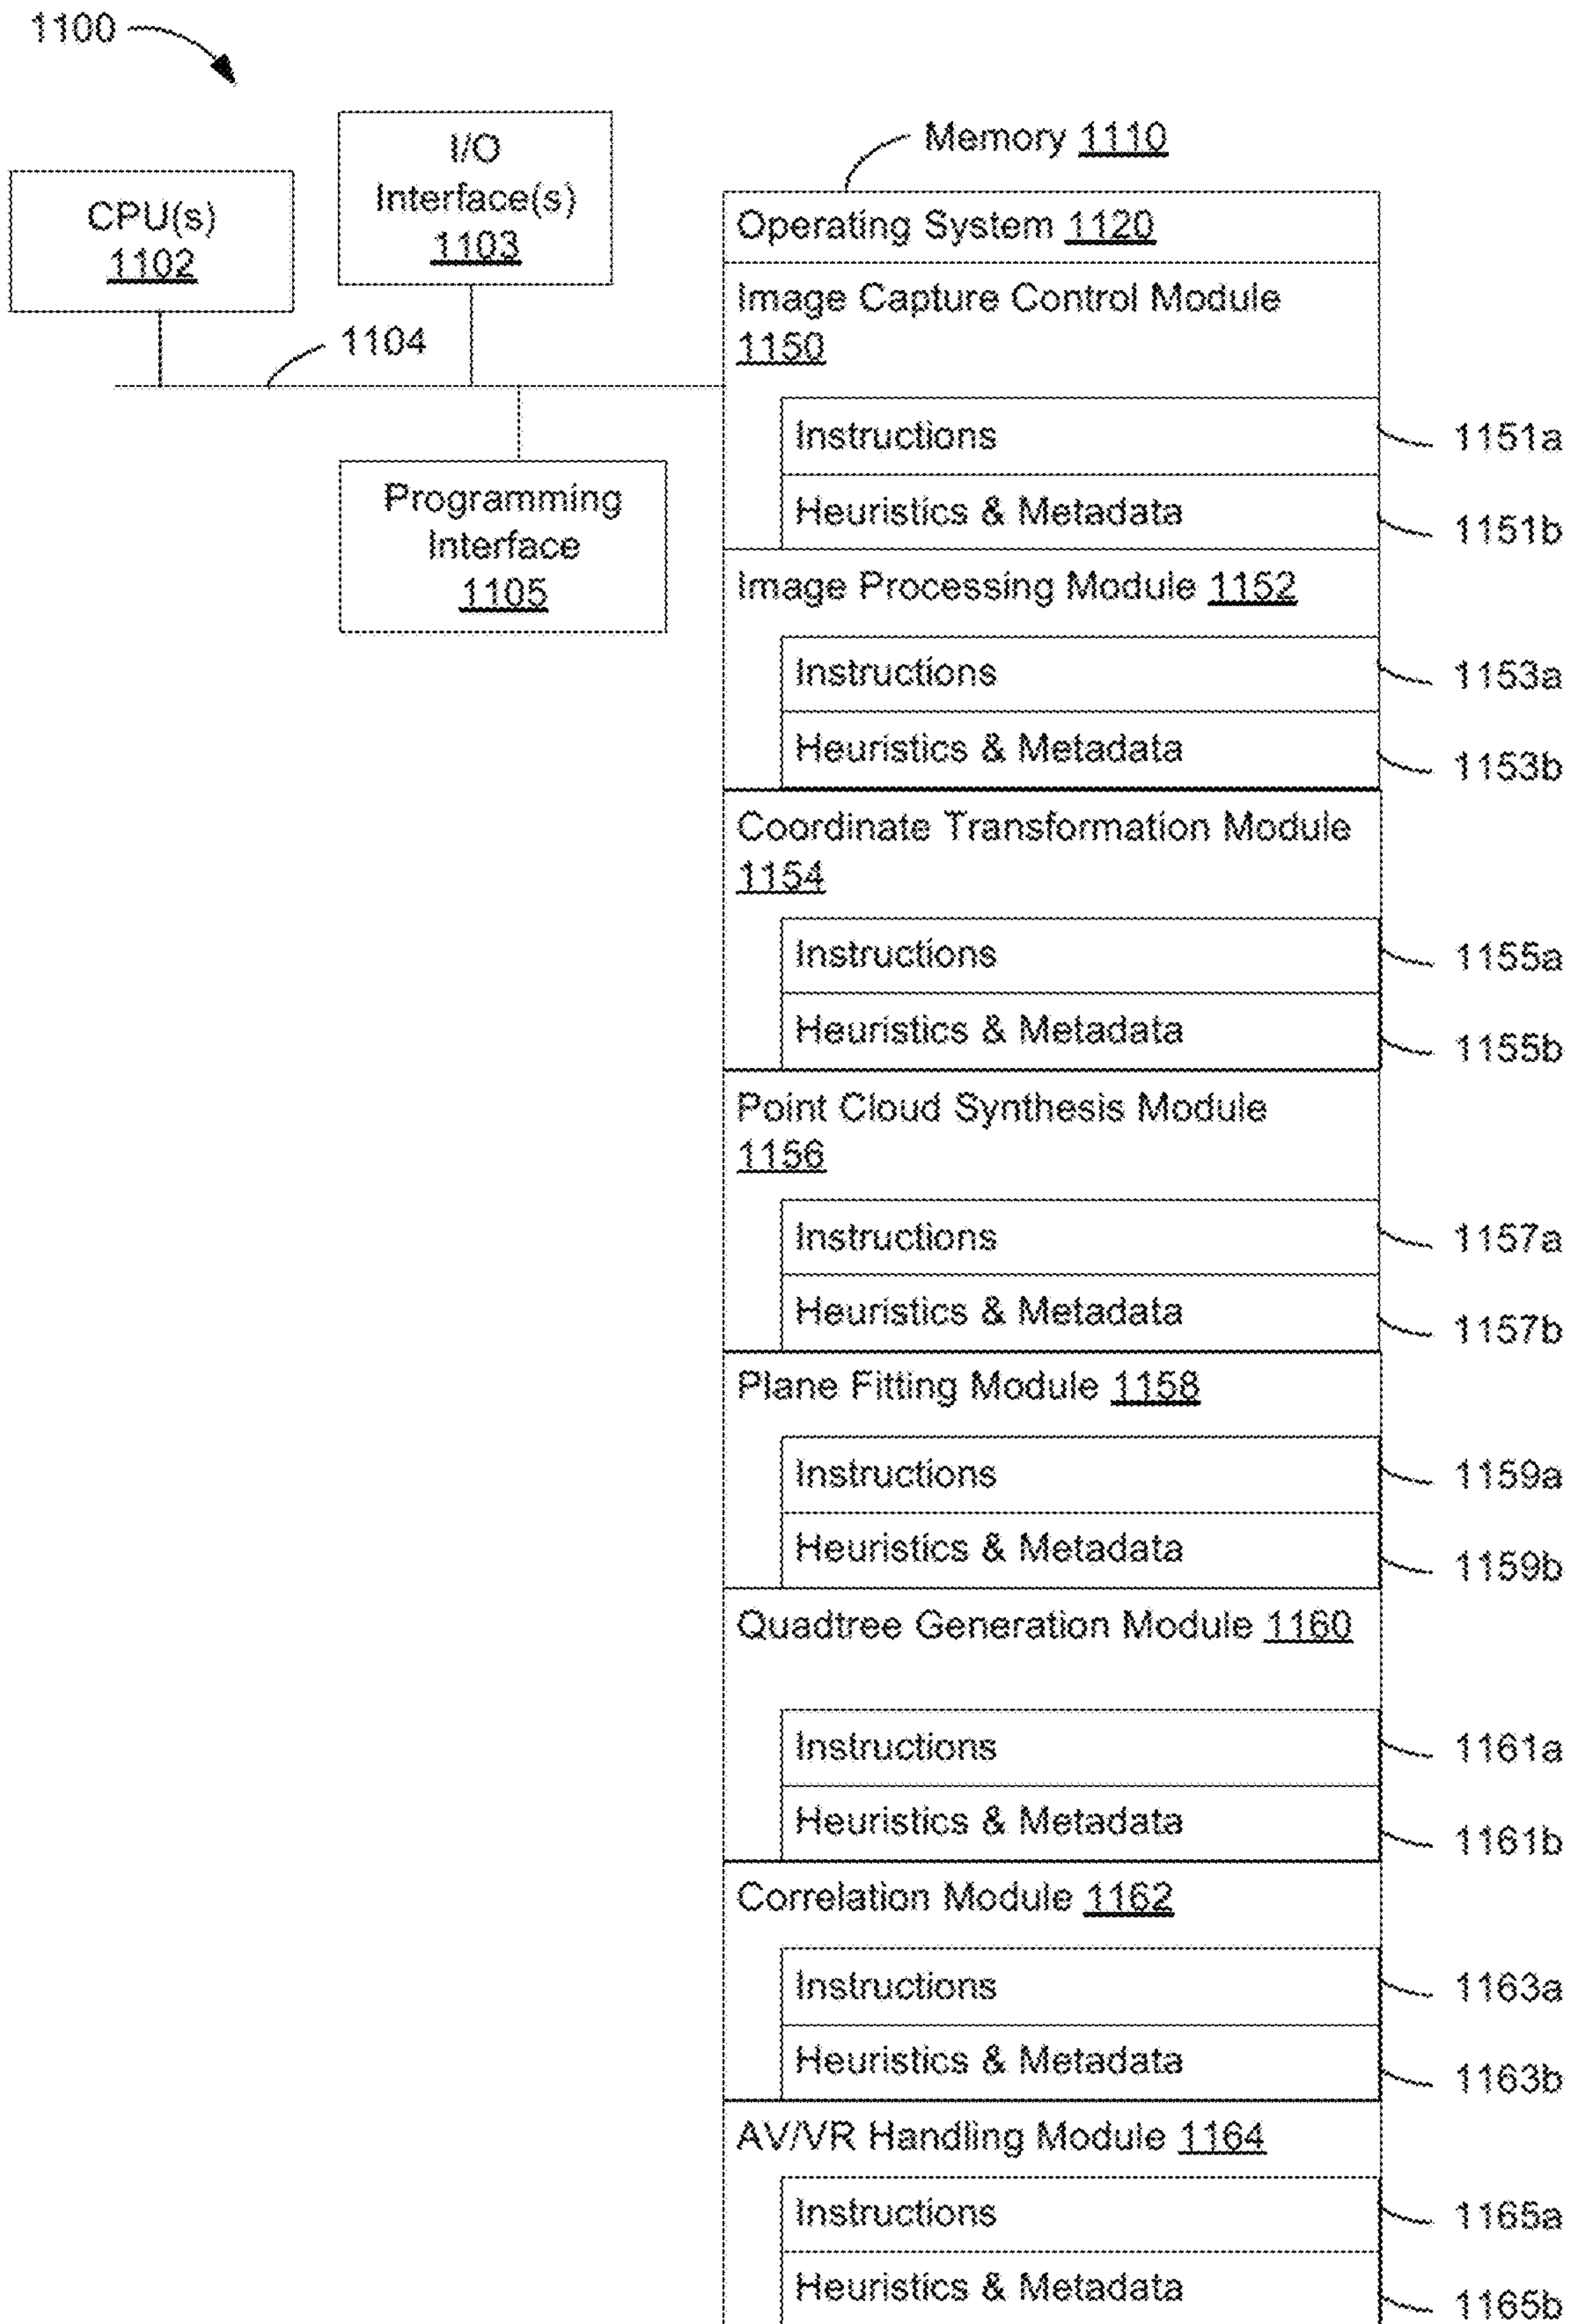 1100
I/O
Interface(s)
1103
CPU(s)
1102
1104
Programming
Interface
1105
Memory 1110
Operating System 1120
Image Capture Control Module
1150
Instructions
1151a
Heuristics & Metadata
1151b
Image Processing Module 1152
Instructions
1153a
Heuristics & Metadata
1153b
Coordinate Transformation Module
1154
Instructions
1155a
Heuristics & Metadata
1155b
Point Cloud Synthesis Module
1156
Instructions
1157a
Heuristics & Metadata
1157b
Plane Fitting Module 1158
Instructions
1159a
Heuristics & Metadata
1159b
Quadtree Generation Module 1160
Instructions
1161a
Heuristics & Metadata
1161b
Correlation Module 1162
Instructions
1163a
Heuristics & Metadata
1163b
AV/VR Handling Module 1164
Instructions
1165a
Heuristics & Metadata
1165b